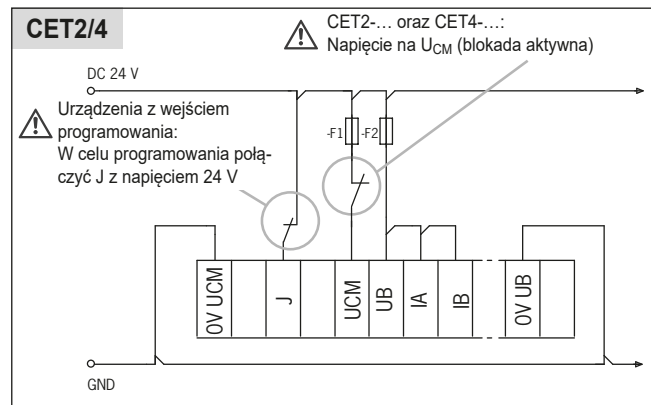 CET2/4
CET2-… oraz CET4-…:
Napięcie na UCM (blokada aktywna)
DC 24 V
Urządzenia z wejściem
programowania:
W celu programowania połą-
czyć J z napięciem 24 V
-F1
-F2
0V UCM
J
UCM
UB
IA
IB
0V UB
GND